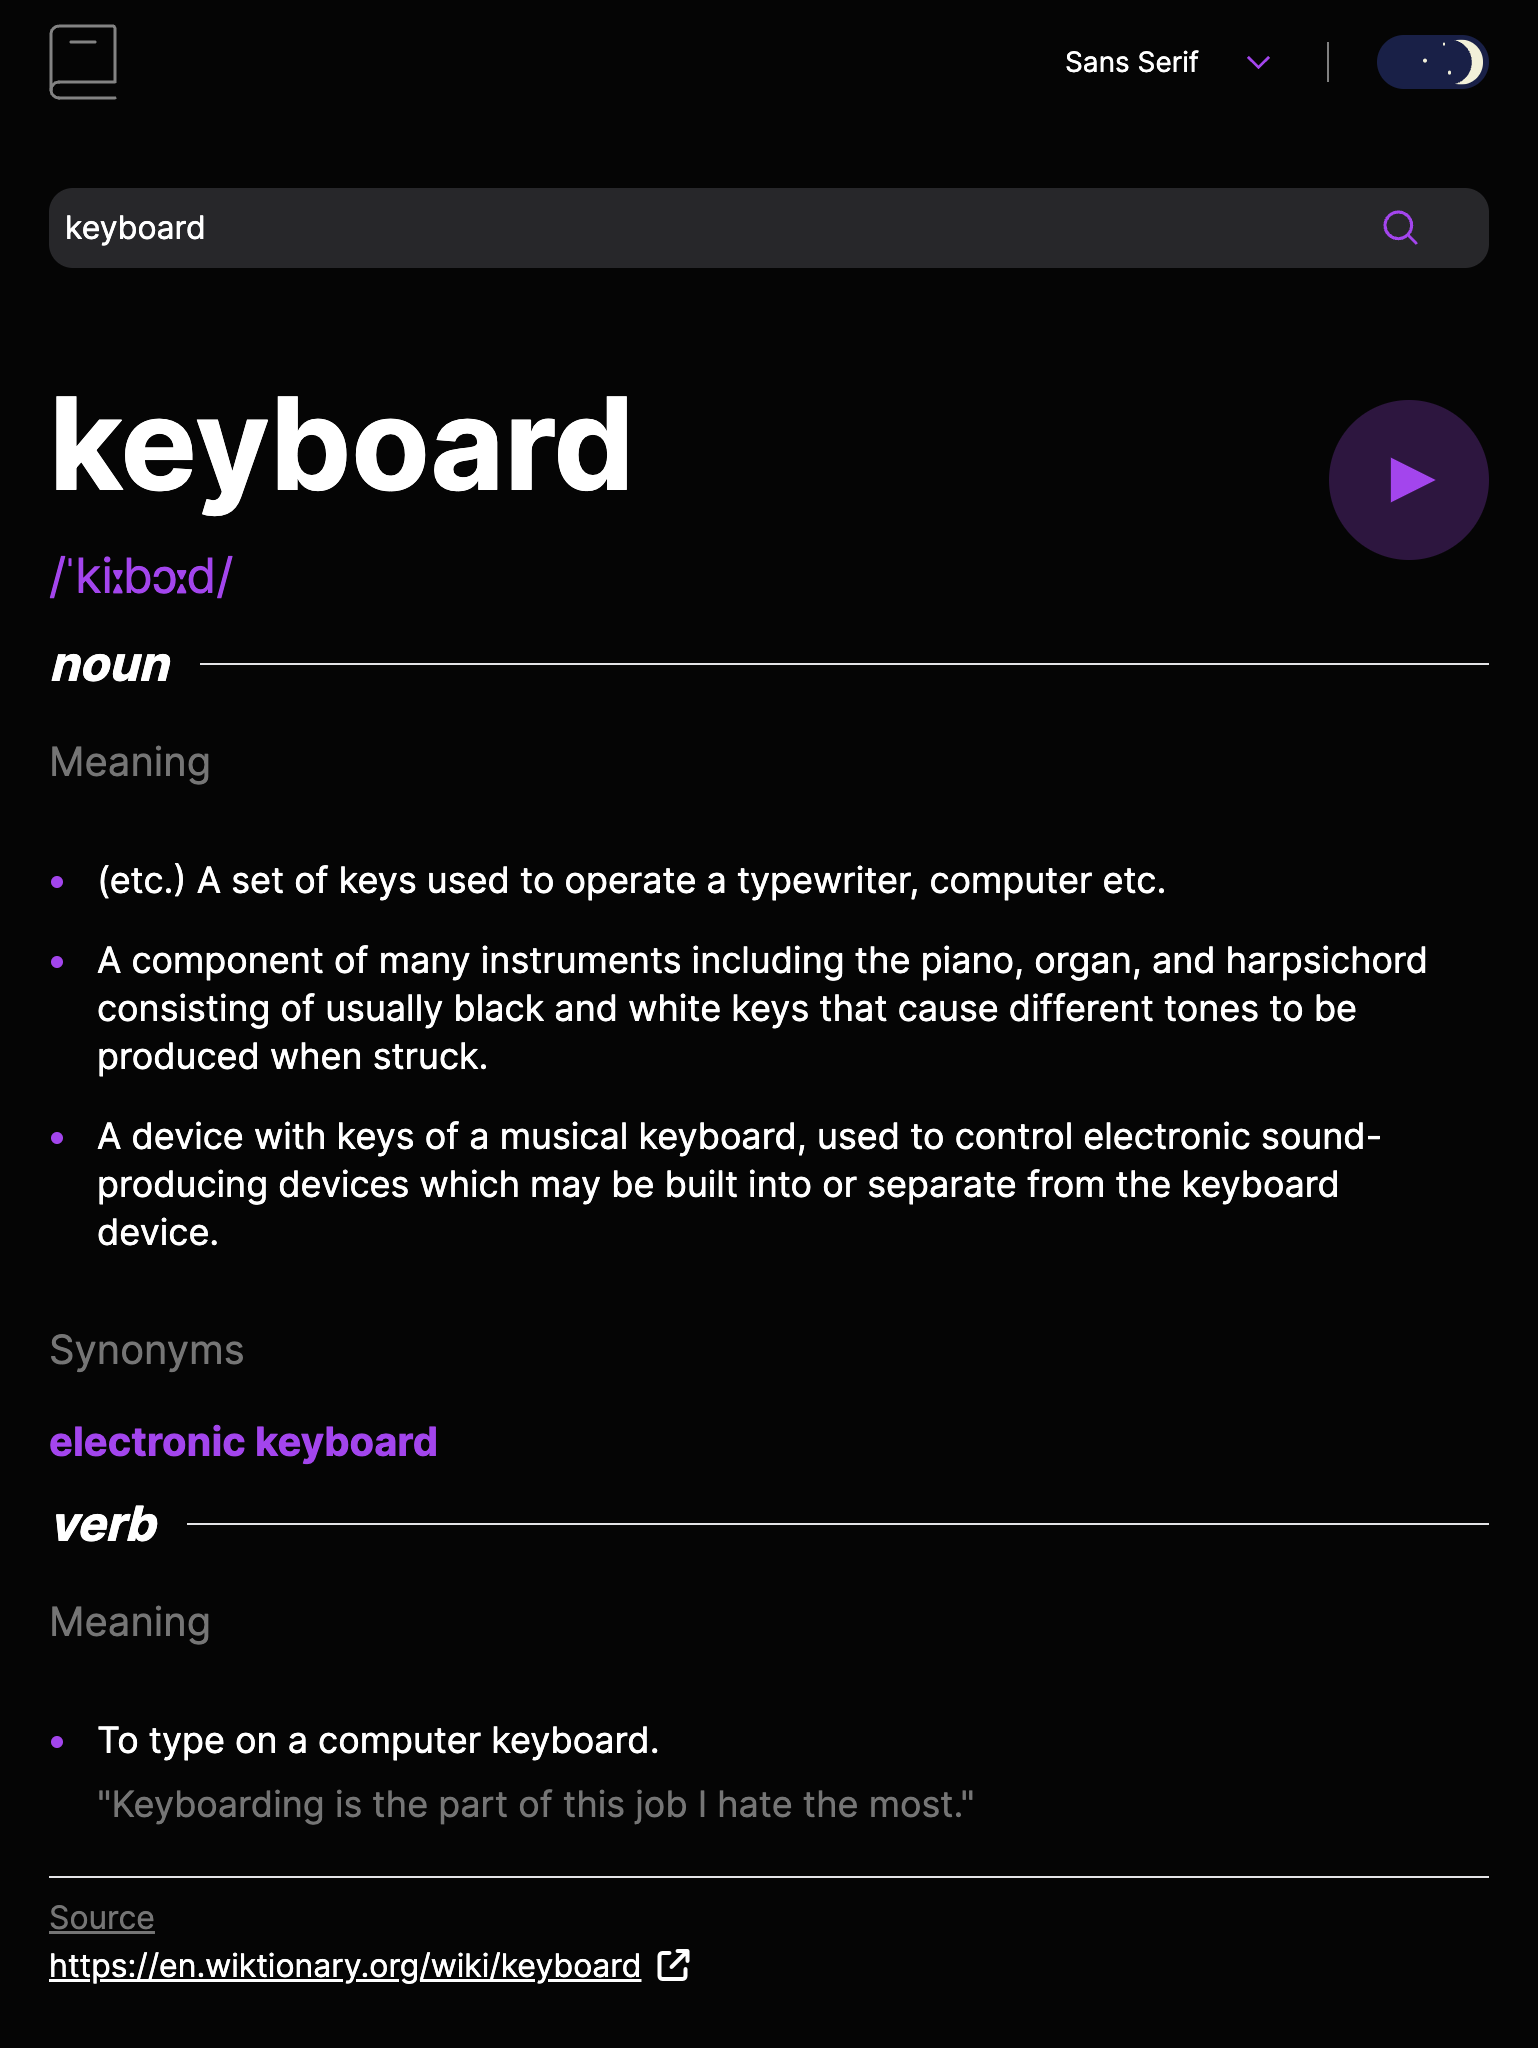 Sans Serif
keyboard
keyboard
/ˈkiːbɔːd/
noun
Meaning
(etc.) A set of keys used to operate a typewriter, computer etc.
A component of many instruments including the piano, organ, and harpsichord
consisting of usually black and white keys that cause different tones to be
produced when struck.
A device with keys of a musical keyboard, used to control electronic sound-
producing devices which may be built into or separate from the keyboard
device.
Synonyms
electronic keyboard
verb
Meaning
To type on a computer keyboard.
"Keyboarding is the part of this job I hate the most."
Source
https://en.wiktionary.org/wiki/keyboard